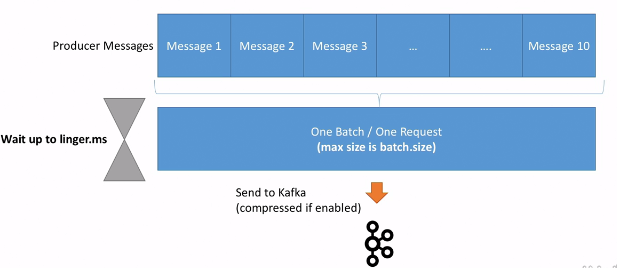 Producer Messages
Message 1
Message 2
Message 3
...
....
Message 10
Wait up to linger.ms
One Batch / One Request
(max size is batch.size)
Send to Kafka
(compressed if enabled)